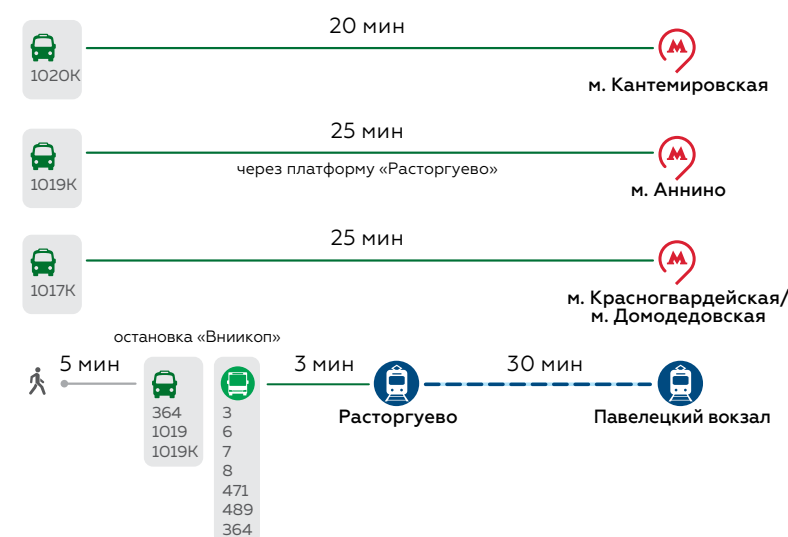 20 мин
1020К
м. Кантемировская
25 мин
через платформу «Расторгуево»
1019К
м. Аннино
25 мин
1017К
м. Красногвардейская/
м. Домодедовская
остановка «Вниикоп»
5 мин
3 мин
30 мин
364
1019
1019К
3
6
7
8
471
489
364
Расторгуево
Павелецкий вокзал